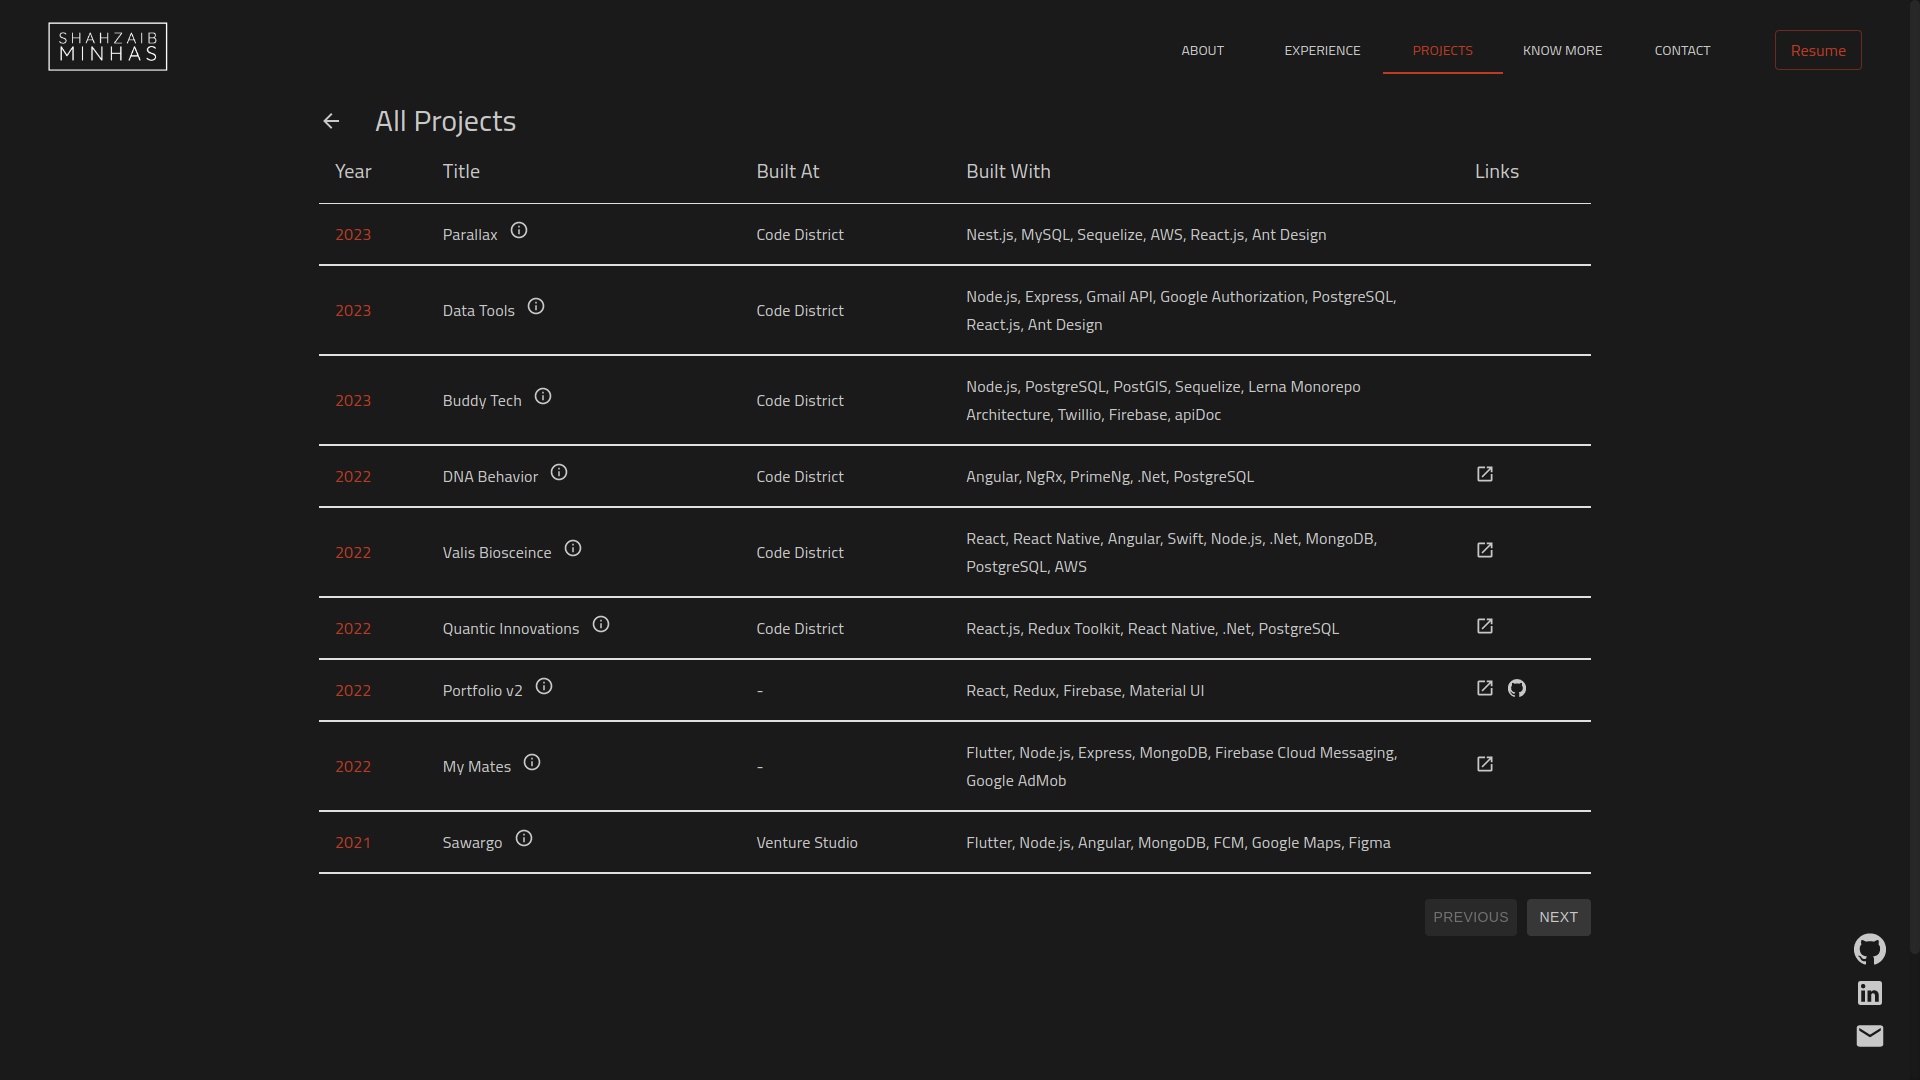 SHAHZAIB
MINHAS
ABOUT EXPERIENCE PROJECTS KNOW MORE CONTACT Resume
All Projects
Year Title Built At Built With Links
2023 Parallax Code District Nest.js, MySQL, Sequelize, AWS, React.js, Ant Design
2023 Data Tools Code District Node.js, Express, Gmail API, Google Authorization, PostgreSQL,
React.js, Ant Design
2023 Buddy Tech Code District Node.js, PostgreSQL, PostGIS, Sequelize, Lerna Monorepo
Architecture, Twillio, Firebase, apiDoc
2022 DNA Behavior Code District Angular, NgRx, PrimeNg, .Net, PostgreSQL
2022 Valis Biosceince Code District React, React Native, Angular, Swift, Node.js, .Net, MongoDB,
PostgreSQL, AWS
2022 Quantic Innovations Code District React.js, Redux Toolkit, React Native, .Net, PostgreSQL
2022 Portfolio v2 - React, Redux, Firebase, Material UI
2022 My Mates - Flutter, Node.js, Express, MongoDB, Firebase Cloud Messaging,
Google AdMob
2021 Sawargo Venture Studio Flutter, Node.js, Angular, MongoDB, FCM, Google Maps, Figma
PREVIOUS NEXT